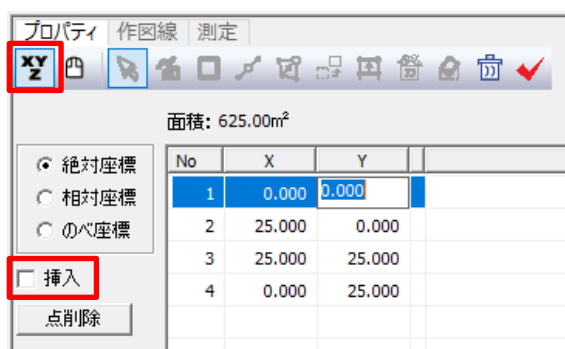 プロパティ 作図線 測定
XY
Z
面積: 625.00m²
絶対座標
相対座標
のべ座標
挿入
点削除
No X Y
1 0.000 0.000
2 25.000 0.000
3 25.000 25.000
4 0.000 25.000